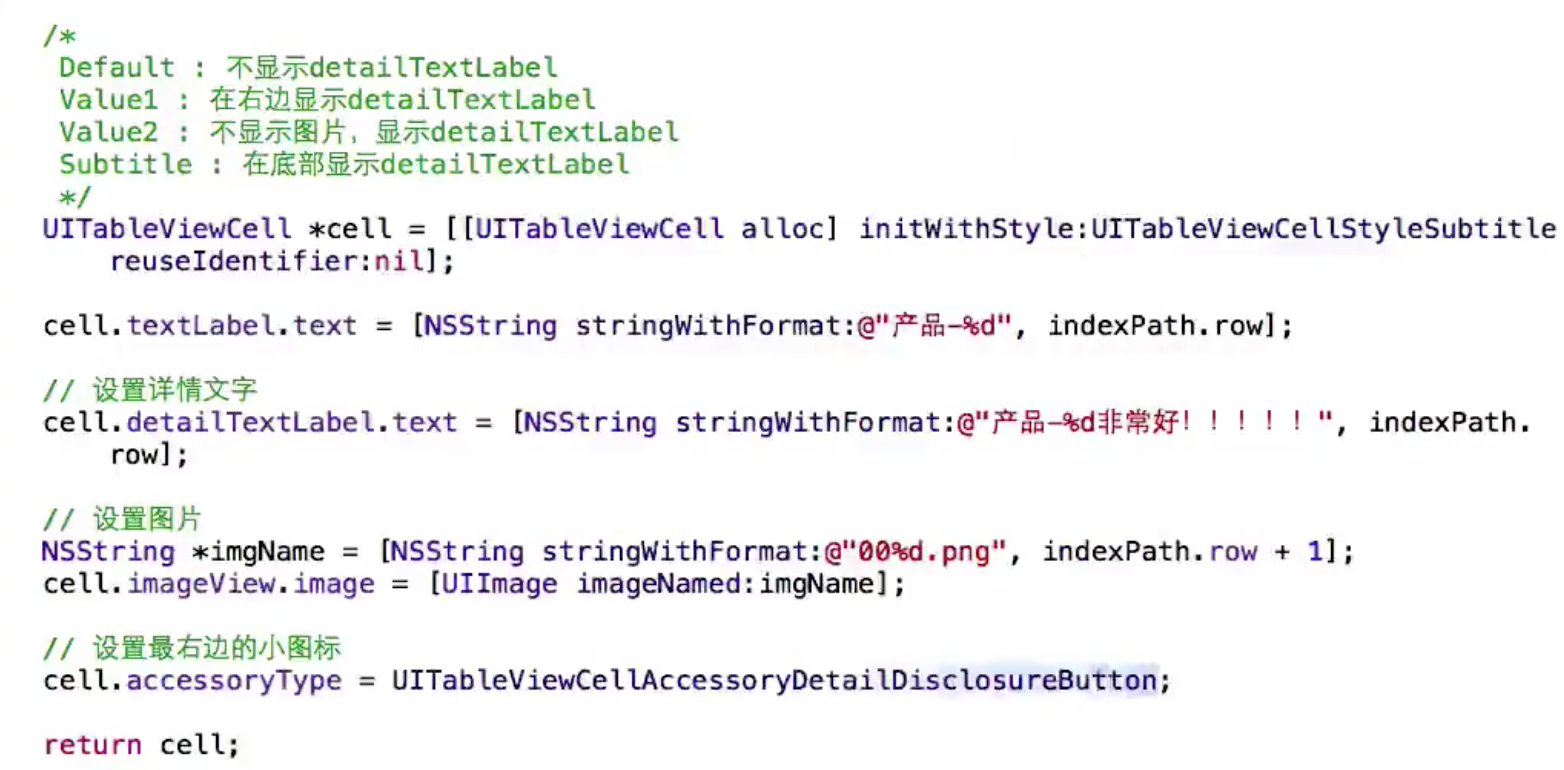 /*
Default : 不显示detailTextLabel
Value1 : 在右边显示detailTextLabel
Value2 : 不显示图片，显示detailTextLabel
Subtitle : 在底部显示detailTextLabel
*/
UITableViewCell *cell = [[UITableViewCell alloc] initWithStyle:UITableViewCellStyleSubtitle
reuseIdentifier:nil];
cell.textLabel.text = [NSString stringWithFormat:@"产品-%d", indexPath.row];
// 设置详情文字
cell.detailTextLabel.text = [NSString stringWithFormat:@"产品-%d非常好！！！！！", indexPath.
row];
// 设置图片
NSString *imgName = [NSString stringWithFormat:@"00%d.png", indexPath.row + 1];
cell.imageView.image = [UIImage imageNamed:imgName];
// 设置最右边的小图标
cell.accessoryType = UITableViewCellAccessoryDetailDisclosureButton;
return cell;